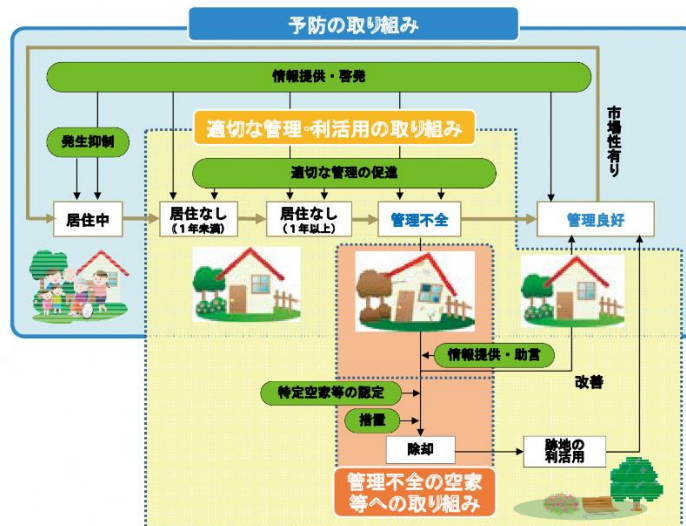 予防の取り組み
情報提供・啓発
適切な管理・利活用の取り組み
市場性有り
発生抑制
適切な管理の促進
居住中
居住なし
(1年未満)
居住なし
(1年以上)
管理不全
管理良好
情報提供・助言
改善
特定空家等の認定
措置
除却
跡地の
利活用
管理不全の空家
等への取り組み